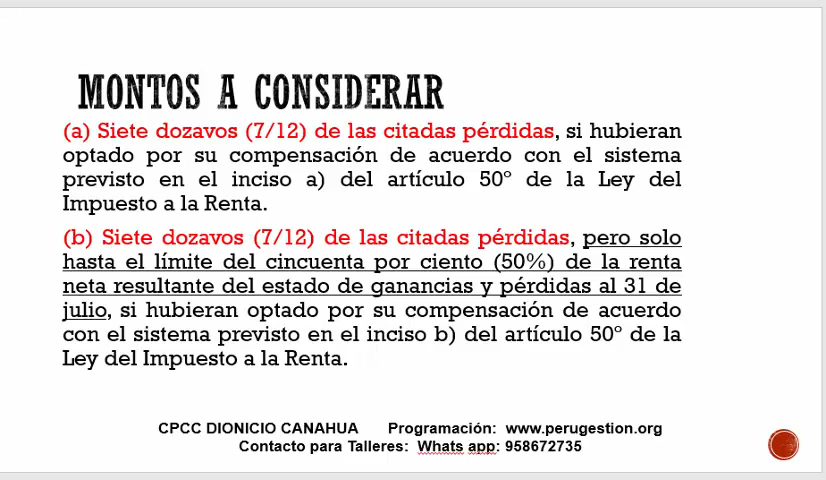 MONTOS A CONSIDERAR
(a) Siete dozavos (7/12) de las citadas pérdidas, si hubieran
optado por su compensación de acuerdo con el sistema
previsto en el inciso a) del artículo 50º de la Ley del
Impuesto a la Renta.
(b) Siete dozavos (7/12) de las citadas pérdidas, pero solo
hasta el límite del cincuenta por ciento (50%) de la renta
neta resultante del estado de ganancias y pérdidas al 31 de
julio, si hubieran optado por su compensación de acuerdo
con el sistema previsto en el inciso b) del artículo 50º de la
Ley del Impuesto a la Renta.
CPCC DIONICIO CANAHUA Programación: www.perugestion.org
Contacto para Talleres: Whats app: 958672735